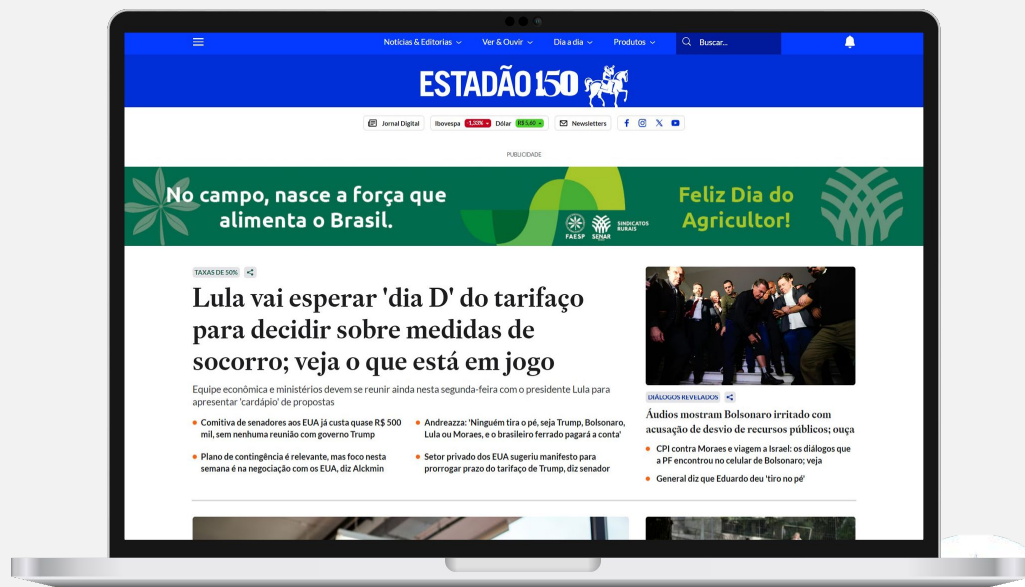 Notícias & Editorias
Ver & Ouvir
Dia a dia
Produtos
Buscar...
ESTADÃO 150
Jornal Digital
Ibovespa 1,33%
Dólar R$ 5,60
Newsletters
PUBLICIDADE
No campo, nasce a força que
alimenta o Brasil.
FAESP
SENAR
SINDICATOS
RURAIS
Feliz Dia do
Agricultor!
TAXAS DE 50%
Lula vai esperar 'dia D' do tarifaço
para decidir sobre medidas de
socorro; veja o que está em jogo
Equipe econômica e ministérios devem se reunir ainda nesta segunda-feira com o presidente Lula para
apresentar 'cardápio' de propostas
Comitiva de senadores aos EUA já custa quase R$ 500
mil, sem nenhuma reunião com governo Trump
Plano de contingência é relevante, mas foco nesta
semana é na negociação com os EUA, diz Alckmin
Andreazza: 'Ninguém tira o pé, seja Trump, Bolsonaro,
Lula ou Moraes, e o brasileiro ferrado pagará a conta'
Setor privado dos EUA sugeriu manifesto para
prorrogar prazo do tarifaço de Trump, diz senador
DIÁLOGOS REVELADOS
Áudios mostram Bolsonaro irritado com
acusação de desvio de recursos públicos; ouça
CPI contra Moraes e viagem a Israel: os diálogos que
a PF encontrou no celular de Bolsonaro; veja
General diz que Eduardo deu 'tiro no pé'